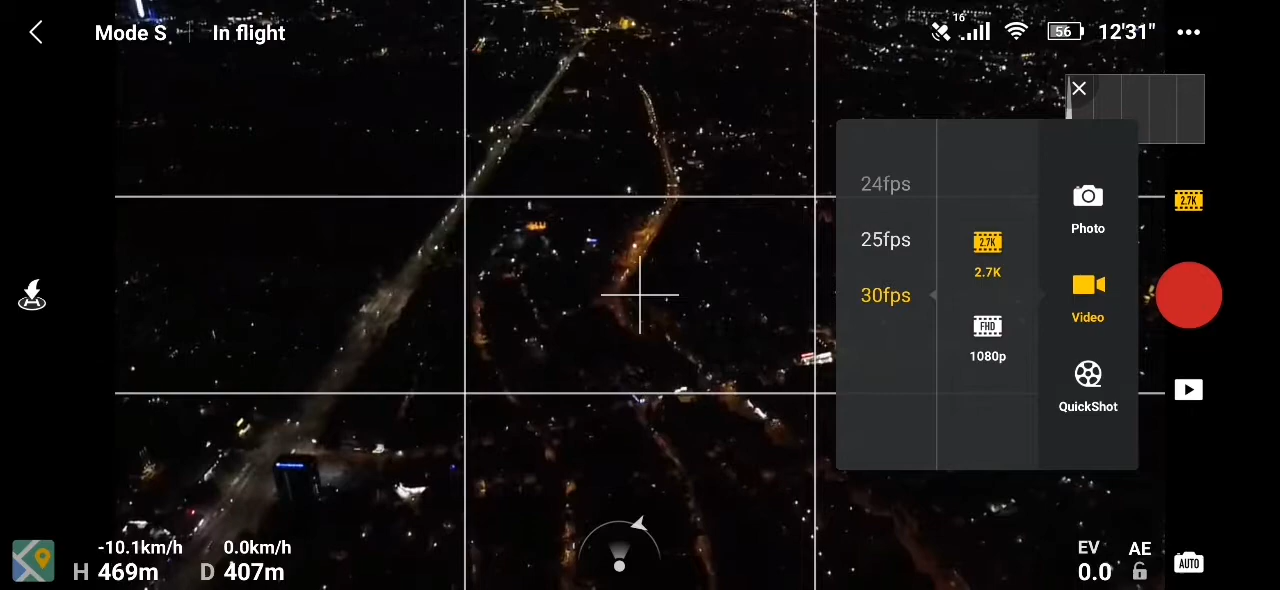 Mode S In flight
16
56 12'31"
24fps
25fps
30fps
2.7K
2.7K
FHD
1080p
Photo
Video
QuickShot
2.7K
-10.1km/h 0.0km/h
H 469m D 407m
EV AE
0.0
AUTO